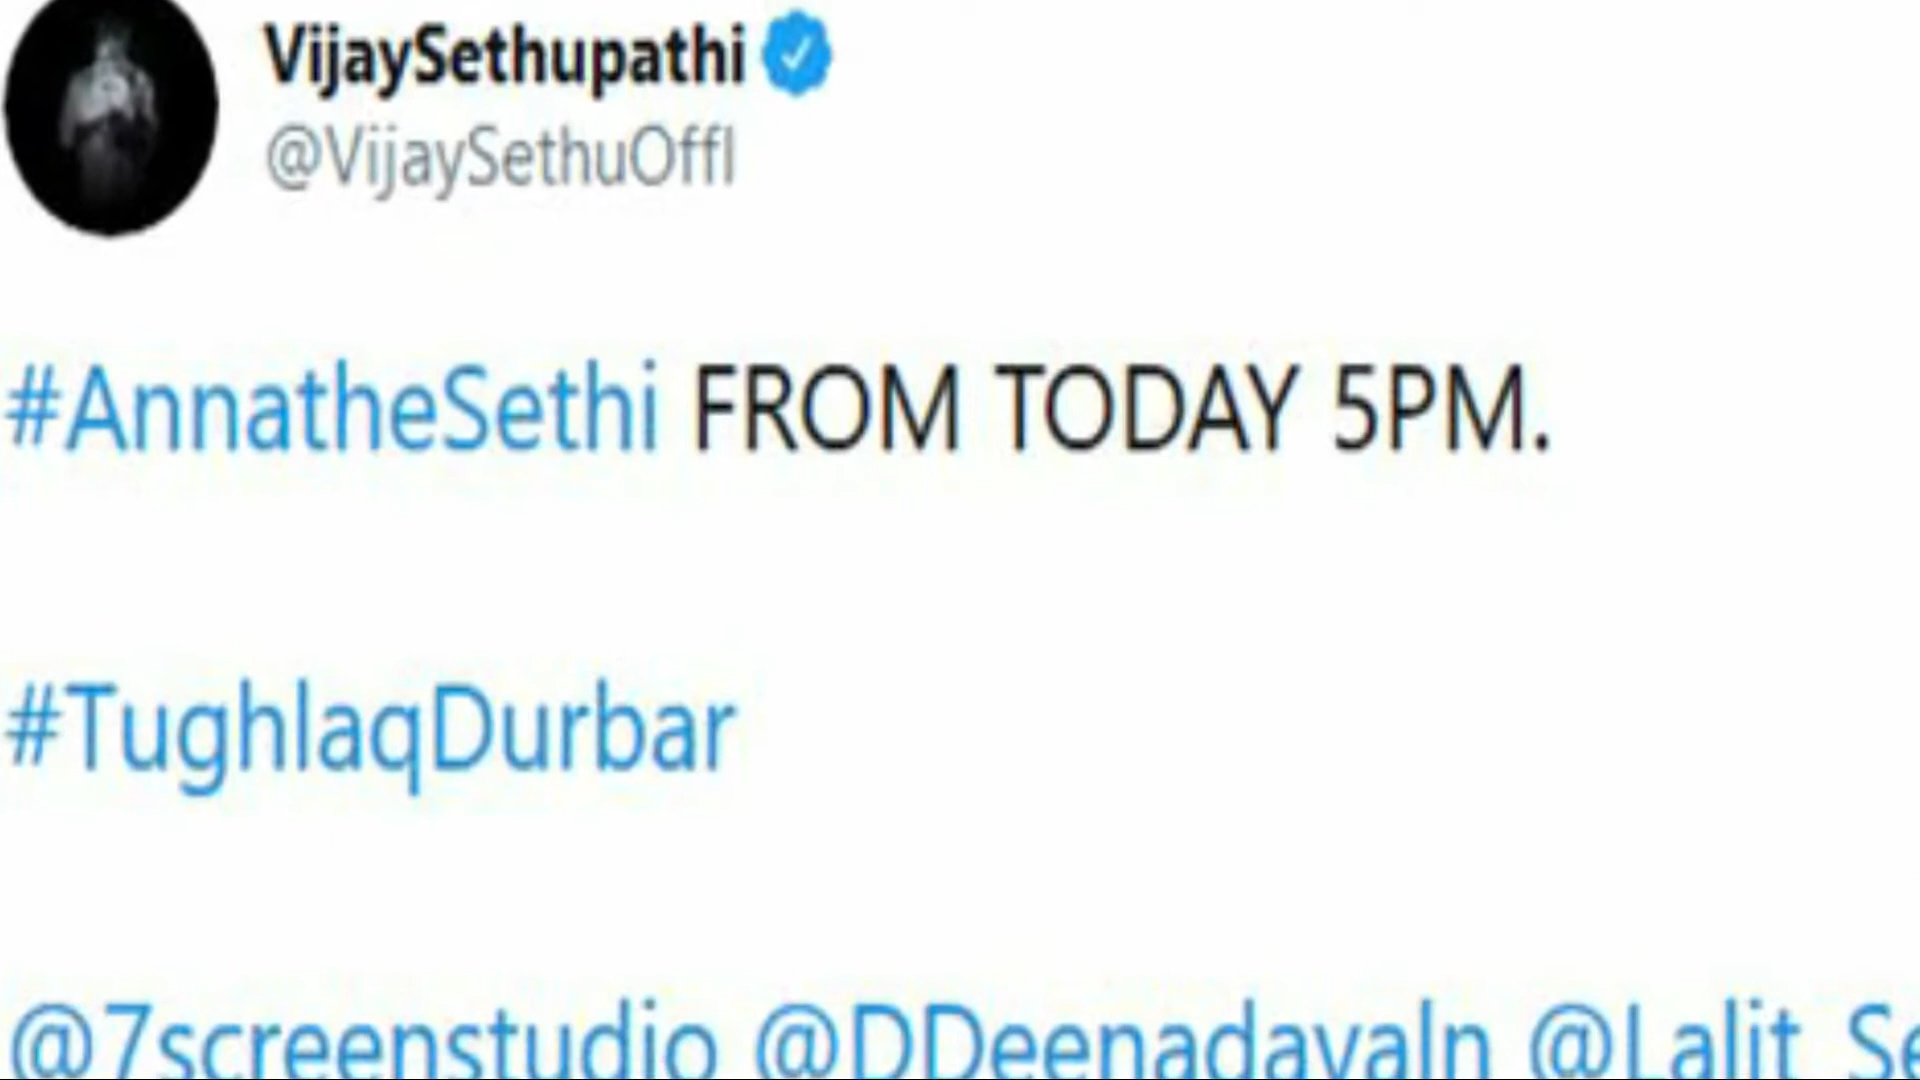 VijaySethupathi
@VijaySethuOffl
#AnnatheSethi FROM TODAY 5PM.
#TughlaqDurbar
@7screenstudio @DDeenadayaln